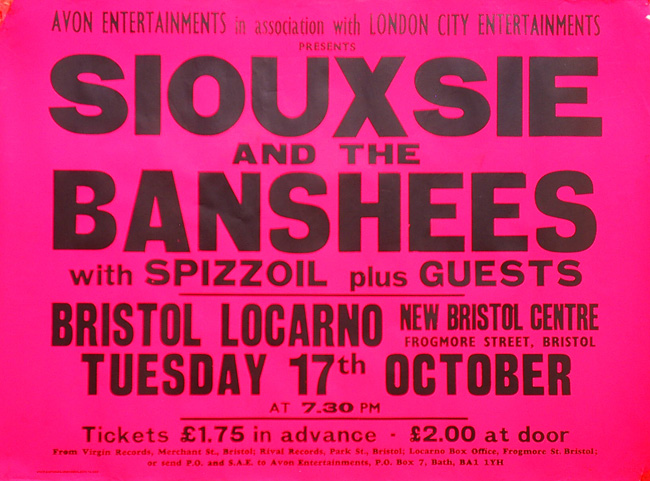 AVON ENTERTAINMENTS in association with LONDON CITY ENTERTAINMENTS
PRESENTS
SIOUXSIE
AND THE
BANSHEES
with SPIZZOIL plus GUESTS
BRISTOL LOCARNO NEW BRISTOL CENTRE
FROGMORE STREET, BRISTOL
TUESDAY 17th OCTOBER
AT 7.30 PM
Tickets £1.75 in advance - £2.00 at door
From Virgin Records, Merchant St., Bristol; Rival Records, Park St., Bristol; Locarno Box Office, Frogmore St. Bristol;
or send P.O. and S.A.E. to Avon Entertainments, P.O. Box 7, Bath, BA1 1YH